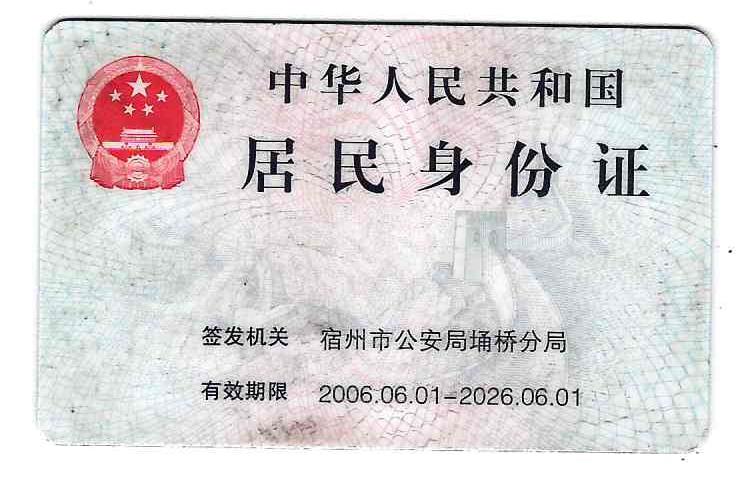 中华人民共和国
居民身份证
签发机关 宿州市公安局埇桥分局
有效期限 2006.06.01-2026.06.01